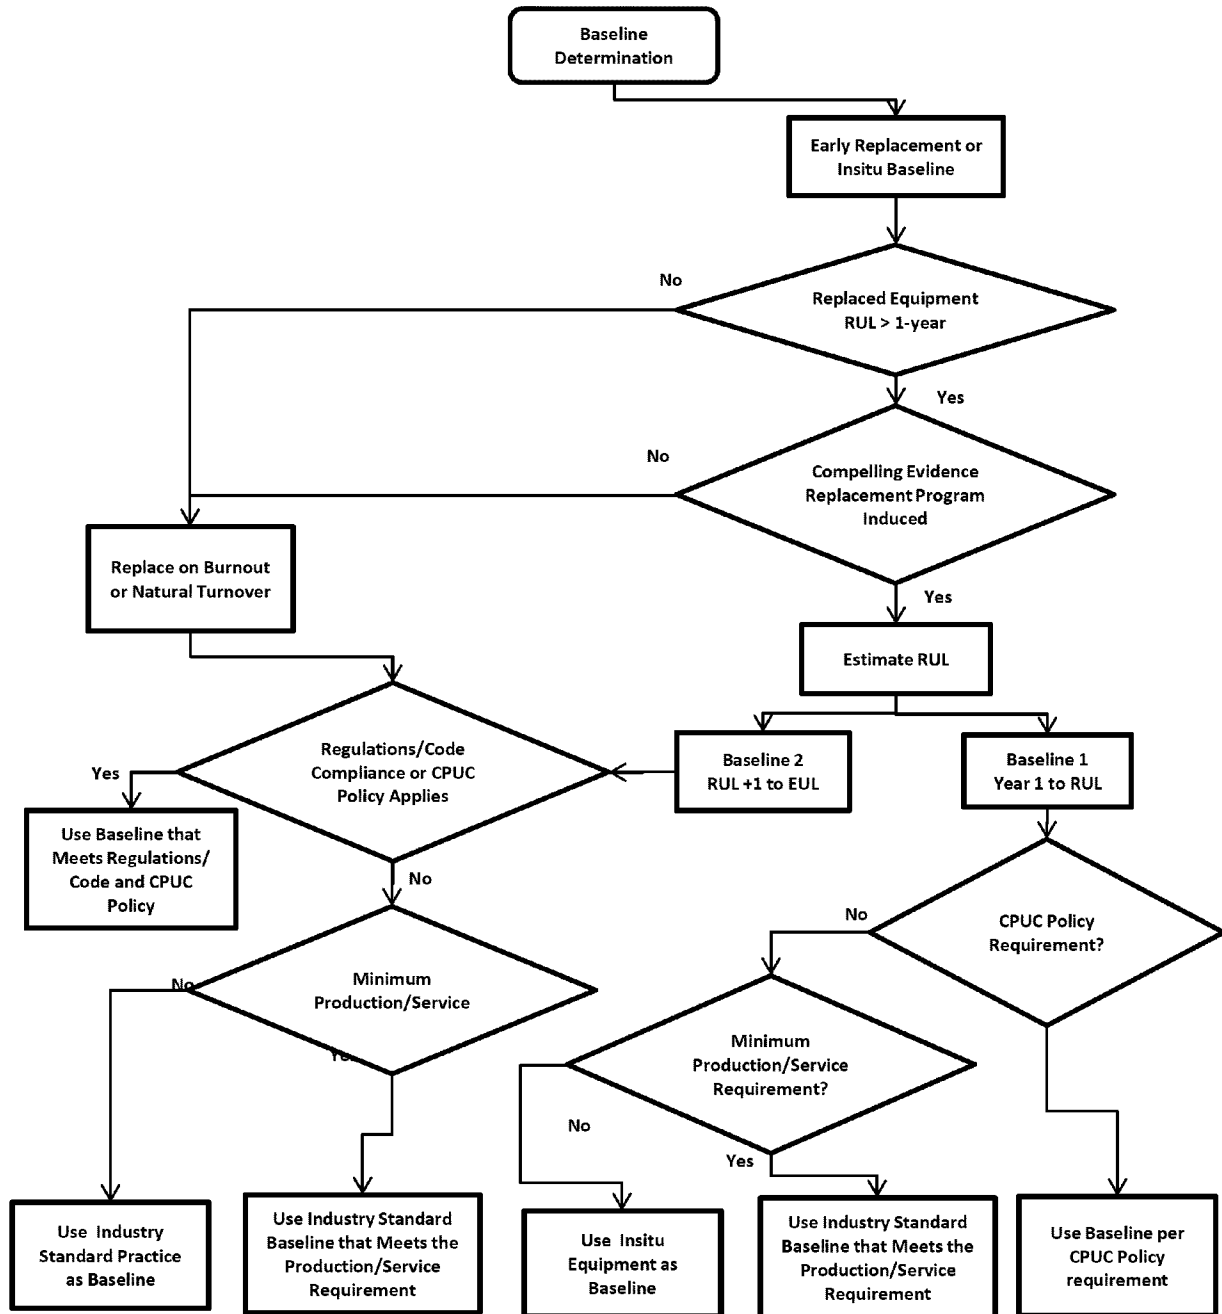 Baseline
Determination
Early Replacement or
Insitu Baseline
No
Replaced Equipment
RUL > 1-year
Yes
No
Compelling Evidence
Replacement Program
Induced
Replace on Burnout
or Natural Turnover
Yes
Estimate RUL
Regulations/Code
Compliance or CPUC
Policy Applies
Yes
Baseline 2
RUL +1 to EUL
Baseline 1
Year 1 to RUL
Use Baseline that
Meets Regulations/
Code and CPUC
Policy
No
No
CPUC Policy
Requirement?
No
Minimum
Production/Service
Yes
Minimum
Production/Service
Requirement?
No
Yes
Use Industry
Standard Practice
as Baseline
Use Industry Standard
Baseline that Meets the
Production/Service
Requirement
Use Insitu
Equipment as
Baseline
Use Industry Standard
Baseline that Meets the
Production/Service
Requirement
Use Baseline per
CPUC Policy
requirement